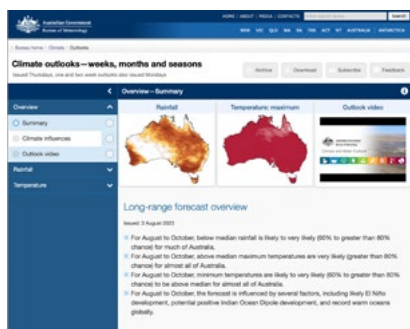 Australian Government
Bureau of Meteorology
HOME | ABOUT | MEDIA | CONTACTS
Search
NSW VIC QLD WA SA TAS ACT NT AUSTRALIA ANTARCTICA
Bureau home / Climate / Outlooks
Climate outlooks—weeks, months and seasons
Issued Thursdays, one and two week outlooks also issued Mondays
Archive
Download
Subscribe
Feedback
Overview
Summary
Climate influences
Outlook video
Rainfall
Temperature
Overview—Summary
Rainfall
Temperature: maximum
Outlook video
Long-range forecast overview
Issued: 3 August 2023
For August to October, below median rainfall is likely to very likely (60% to greater than 80%
chance) for much of Australia.
For August to October, above median maximum temperatures are very likely (greater than 80%
chance) for almost all of Australia.
For August to October, minimum temperatures are likely to very likely (60% to greater than 80%
chance) to be above median for almost all of Australia.
For August to October, the forecast is influenced by several factors, including likely El Niño
development, potential positive Indian Ocean Dipole development, and record warm oceans
globally.